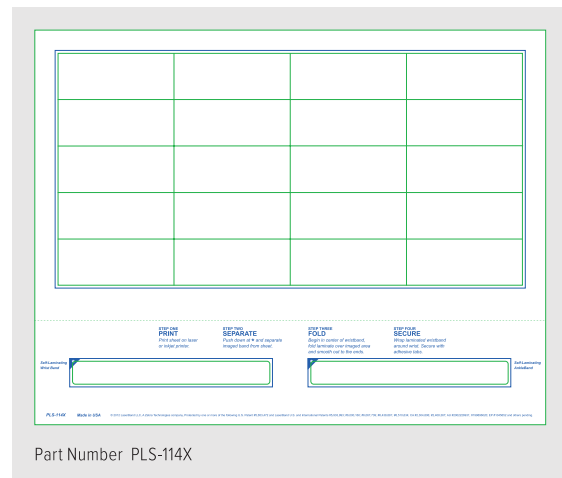 STEP ONE
PRINT
Print sheet on laser
or inkjet printer.
STEP TWO
SEPARATE
Push down at ★ and separate
imaged band from sheet.
STEP THREE
FOLD
Begin in center of wristband,
fold laminate over imaged area
and smooth out to the ends.
STEP FOUR
SECURE
Wrap laminated wristband
around wrist. Secure with
adhesive tabs.
Self-Laminating
Wrist Band
Self-Laminating
AnkleBand
PLS-114X Made in USA
Part Number PLS-114X